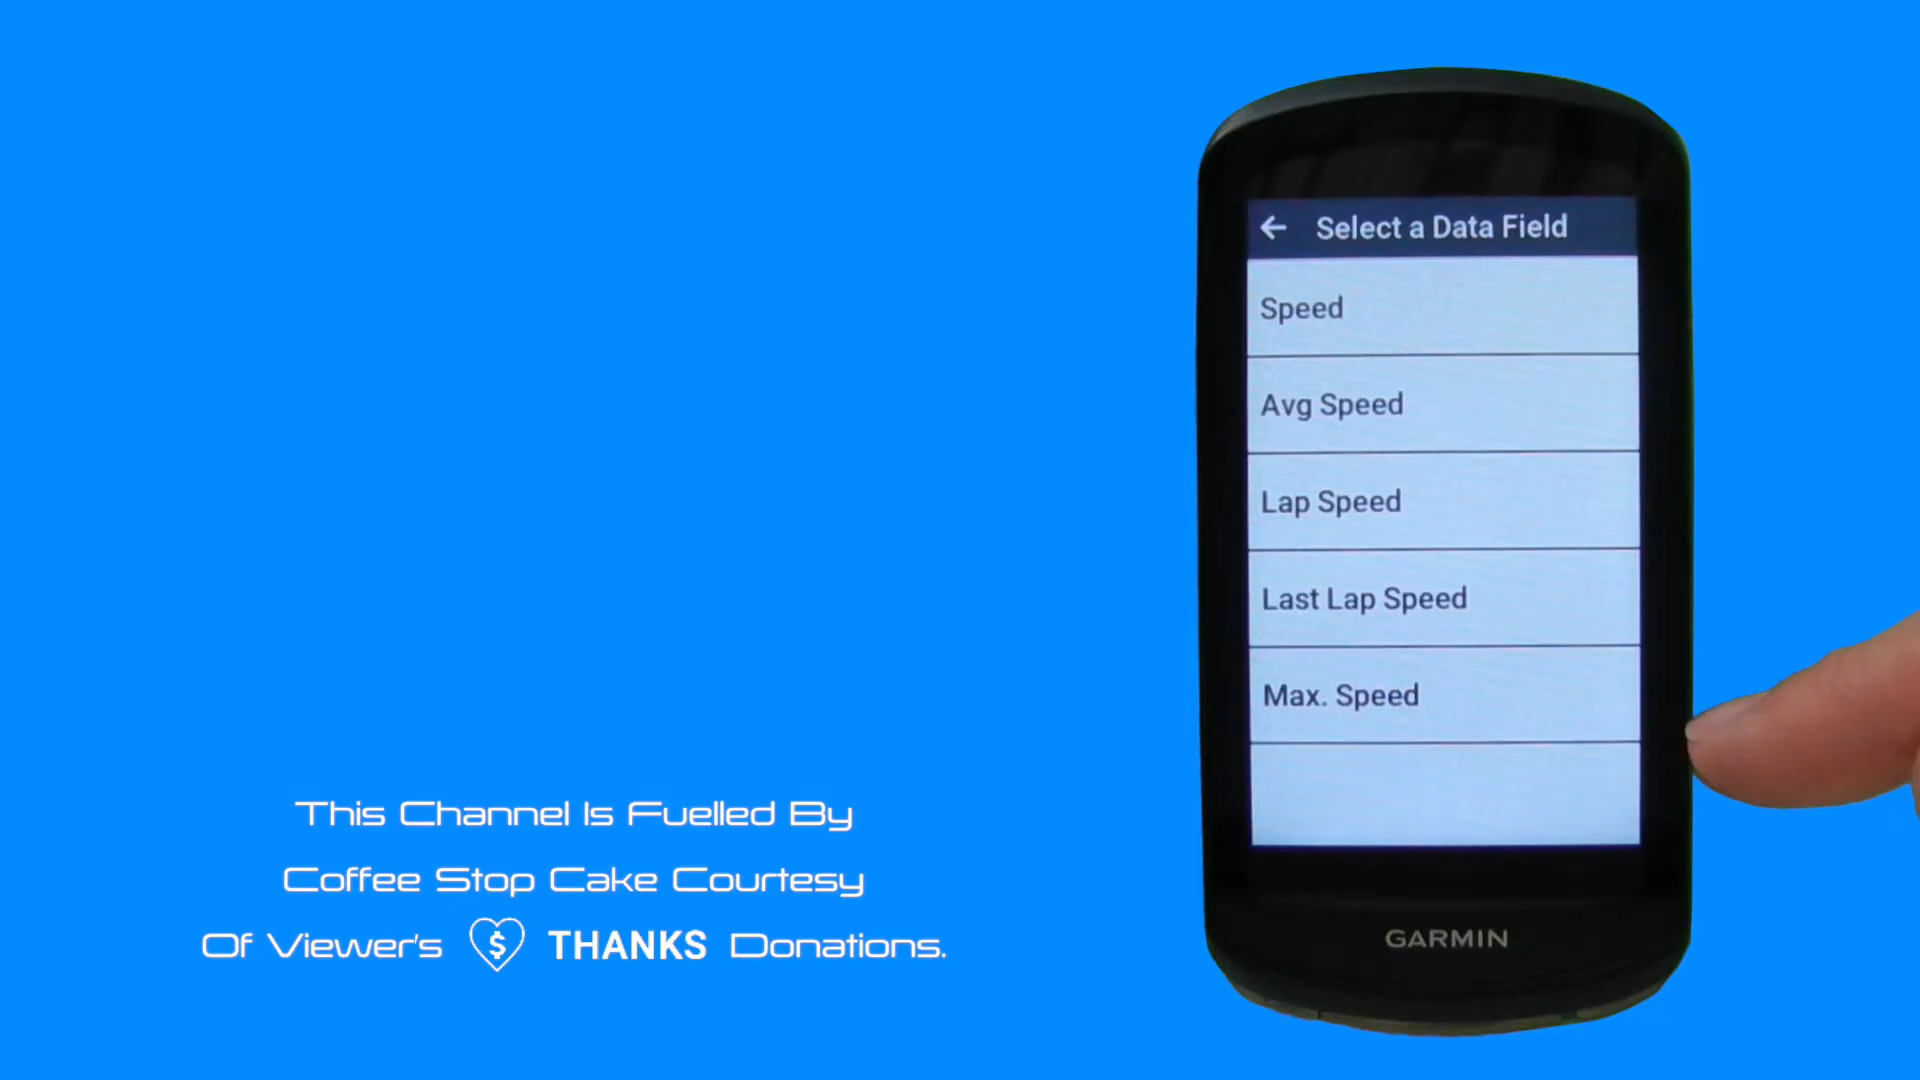 Select a Data Field
Speed
Avg Speed
Lap Speed
Last Lap Speed
Max. Speed
GARMIN
This Channel Is Fuelled By
Coffee Stop Cake Courtesy
Of Viewer's $ THANKS Donations.